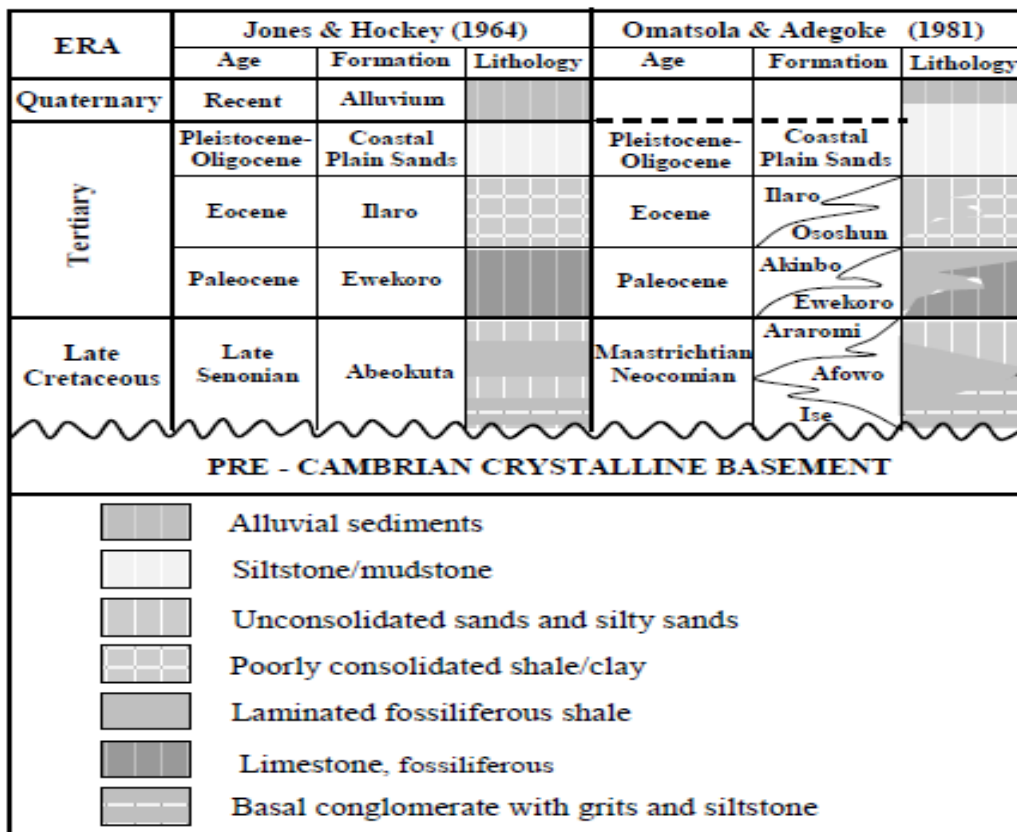 ERA
Jones & Hockey (1964)
Omatsola & Adegoke (1981)
Age
Formation
Lithology
Age
Formation
Lithology
Quaternary
Recent
Alluvium
Tertiary
Pleistocene-
Oligocene
Coastal
Plain Sands
Pleistocene-
Oligocene
Coastal
Plain Sands
Eocene
Ilaro
Eocene
Ilaro
Ososhun
Paleocene
Ewekoro
Paleocene
Akinbo
Ewekoro
Late
Cretaceous
Late
Senonian
Abeokuta
Maastrichtian
Neocomian
Araromi
Afowo
Ise
PRE - CAMBRIAN CRYSTALLINE BASEMENT
Alluvial sediments
Siltstone/mudstone
Unconsolidated sands and silty sands
Poorly consolidated shale/clay
Laminated fossiliferous shale
Limestone, fossiliferous
Basal conglomerate with grits and siltstone